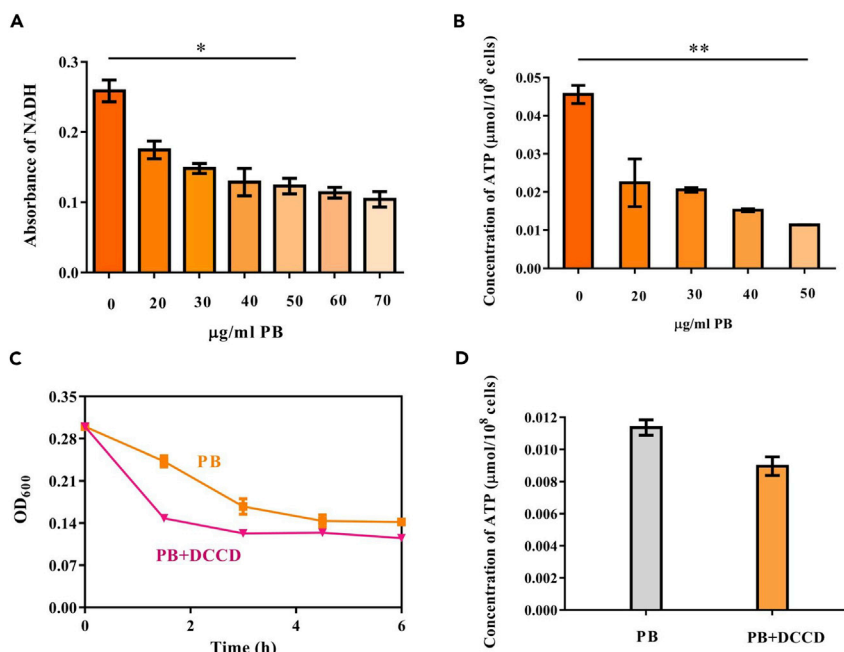 A
*
Absorbance of NADH
0.3
0.2
0.1
0.0
0 20 30 40 50 60 70
μg/ml PB
B
**
Concentration of ATP (μmol/10⁸ cells)
0.05
0.04
0.03
0.02
0.01
0.00
0 20 30 40 50
μg/ml PB
C
OD₆₀₀
0.35
0.28
0.21
0.14
0.07
0.00
PB
PB+DCCD
0 2 4 6
Time (h)
D
Concentration of ATP (μmol/10⁸ cells)
0.012
0.010
0.008
0.006
0.004
0.002
0.000
PB PB+DCCD